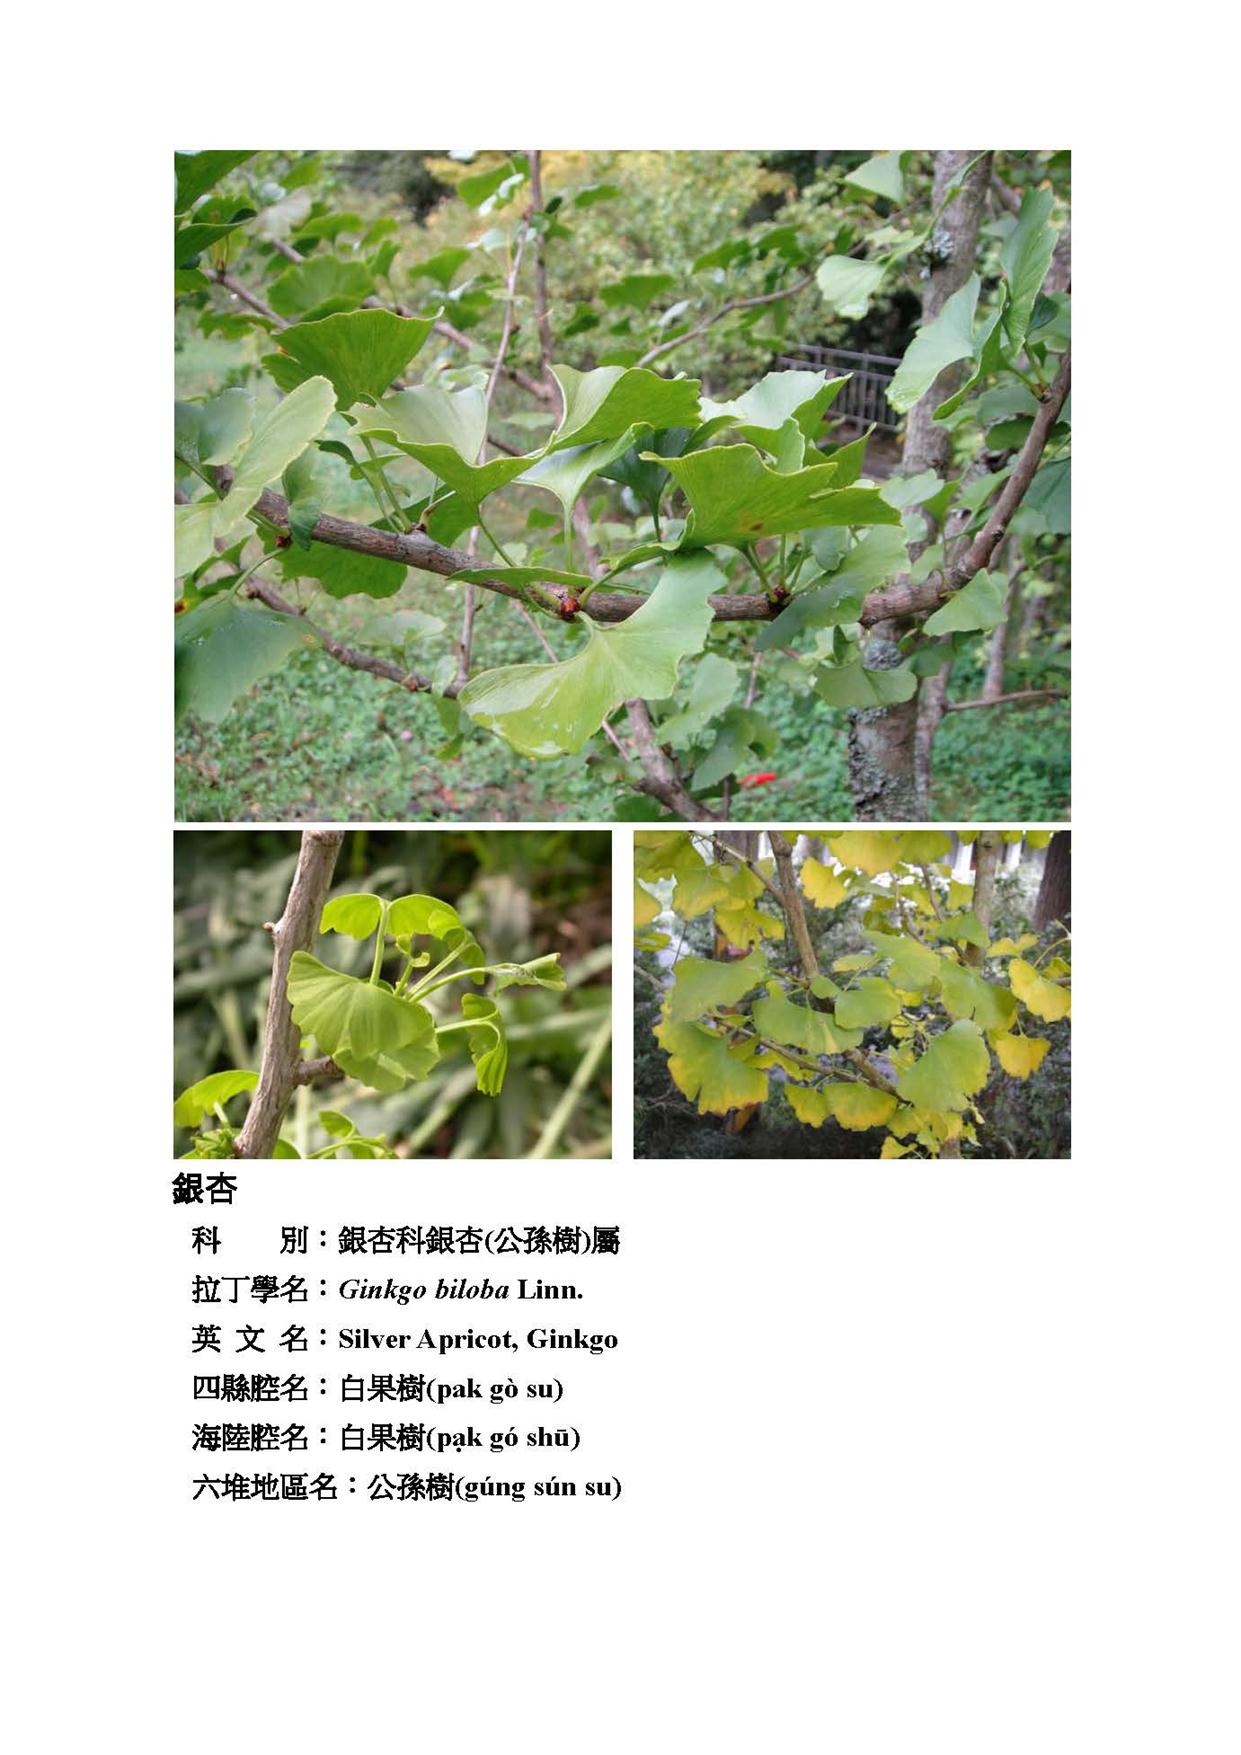 銀杏
科　　別：銀杏科銀杏(公孫樹)屬
拉丁學名：Ginkgo biloba Linn.
英 文 名：Silver Apricot, Ginkgo
四縣腔名：白果樹(pak gò su)
海陸腔名：白果樹(pa̩k gó shū)
六堆地區名：公孫樹(gúng sún su)